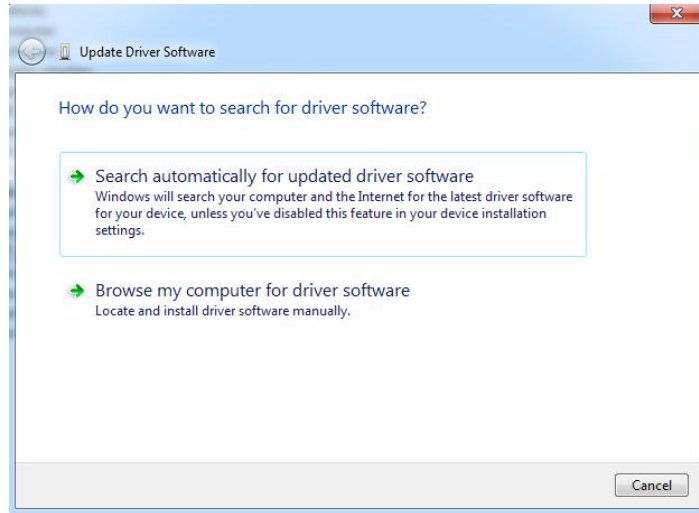 Update Driver Software
How do you want to search for driver software?
Search automatically for updated driver software
Windows will search your computer and the Internet for the latest driver software
for your device, unless you've disabled this feature in your device installation
settings.
Browse my computer for driver software
Locate and install driver software manually.
Cancel